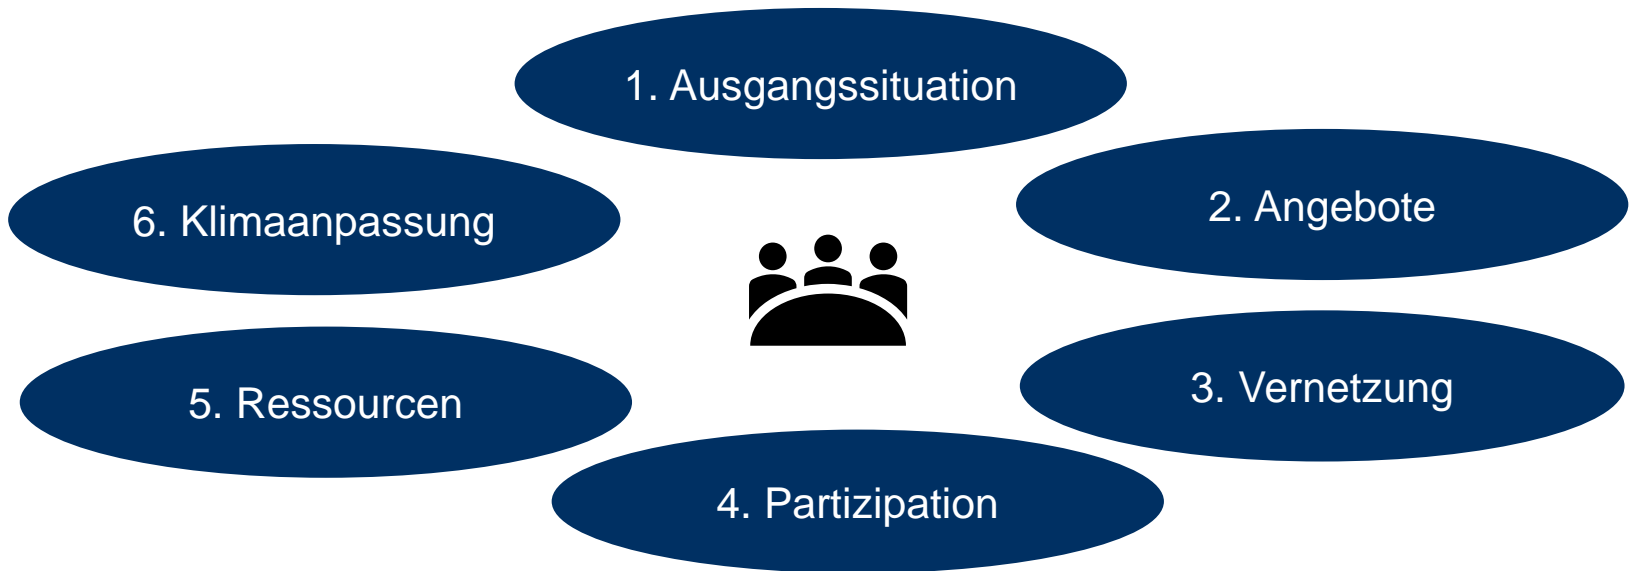 1. Ausgangssituation
2. Angebote
3. Vernetzung
4. Partizipation
5. Ressourcen
6. Klimaanpassung